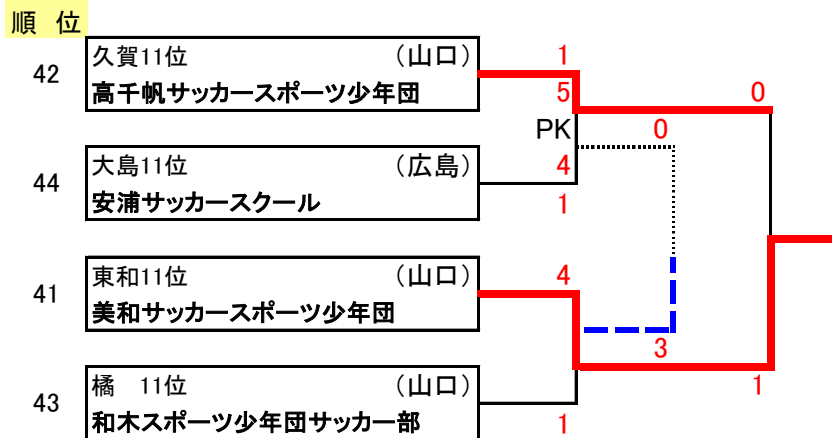 順 位
42
久賀11位 (山口)
高千帆サッカースポーツ少年団
1
5
0
PK
0
44
大島11位 (広島)
安浦サッカースクール
4
1
41
東和11位 (山口)
美和サッカースポーツ少年団
4
3
1
43
橘 11位 (山口)
和木スポーツ少年団サッカー部
1